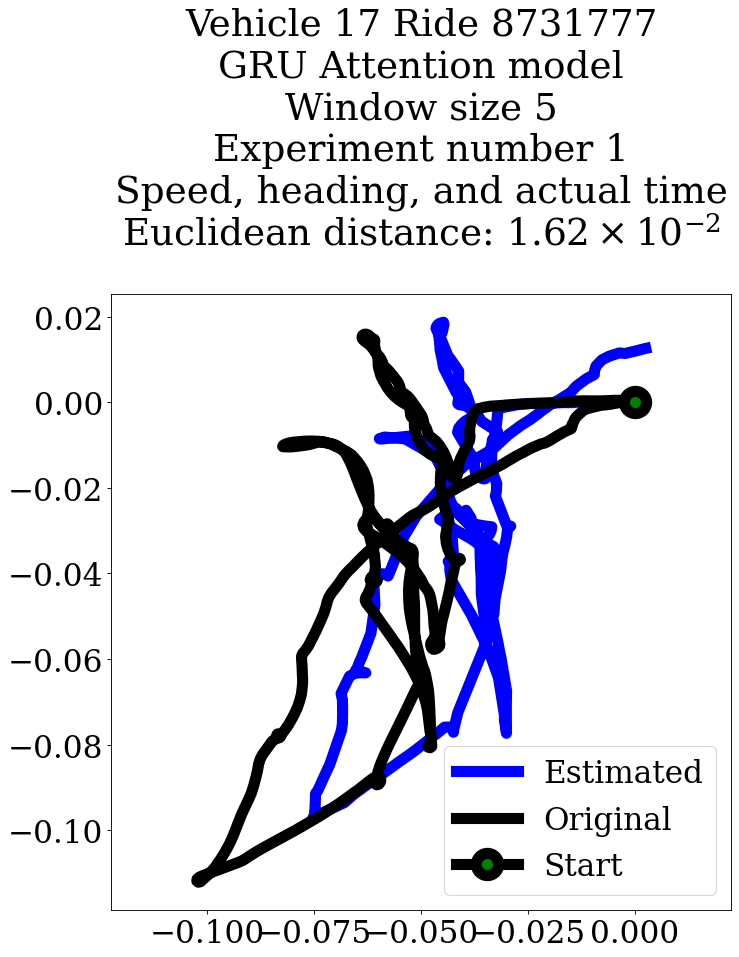 Vehicle 17 Ride 8731777
GRU Attention model
Window size 5
Experiment number 1
Speed, heading, and actual time
Euclidean distance: 1.62 × 10⁻²
0.02
0.00
−0.02
−0.04
−0.06
−0.08
−0.10
Estimated
Original
Start
−0.100 −0.075 −0.050 −0.025 0.000